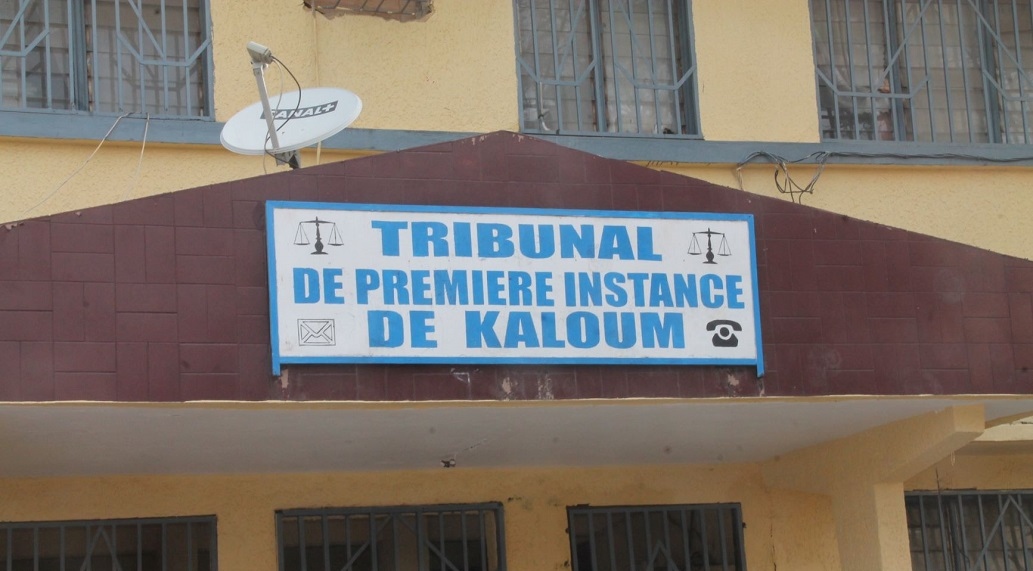 CANAL+
TRIBUNAL
DE PREMIERE INSTANCE
DE KALOUM